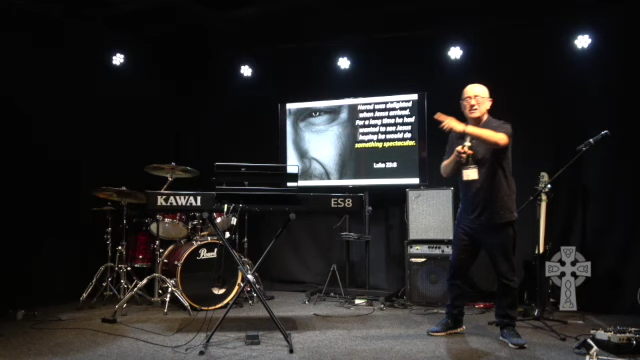 Herod was delighted
when Jesus arrived.
For a long time he had
wanted to see Jesus
hoping he would do
something spectacular.
Luke 23:8
KAWAI
ES8
Pearl